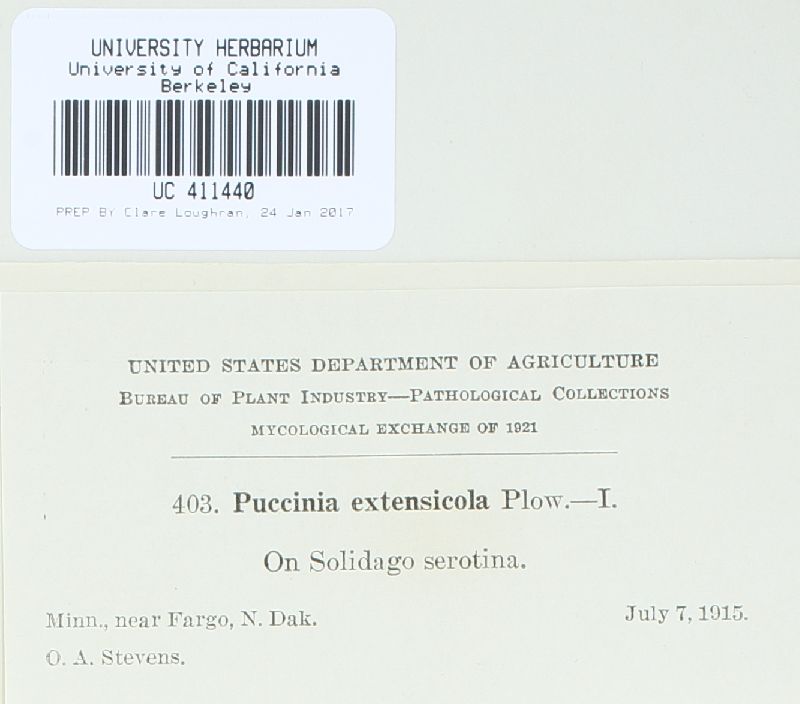 UNIVERSITY HERBARIUM
University of California
Berkeley
UC 411440
PREP BY Clare Loughran, 24 Jan 2017
UNITED STATES DEPARTMENT OF AGRICULTURE
BUREAU OF PLANT INDUSTRY—PATHOLOGICAL COLLECTIONS
MYCOLOGICAL EXCHANGE OF 1921
403. Puccinia extensicola Plow.—I.
On Solidago serotina.
Minn., near Fargo, N. Dak. July 7, 1915.
O. A. Stevens.